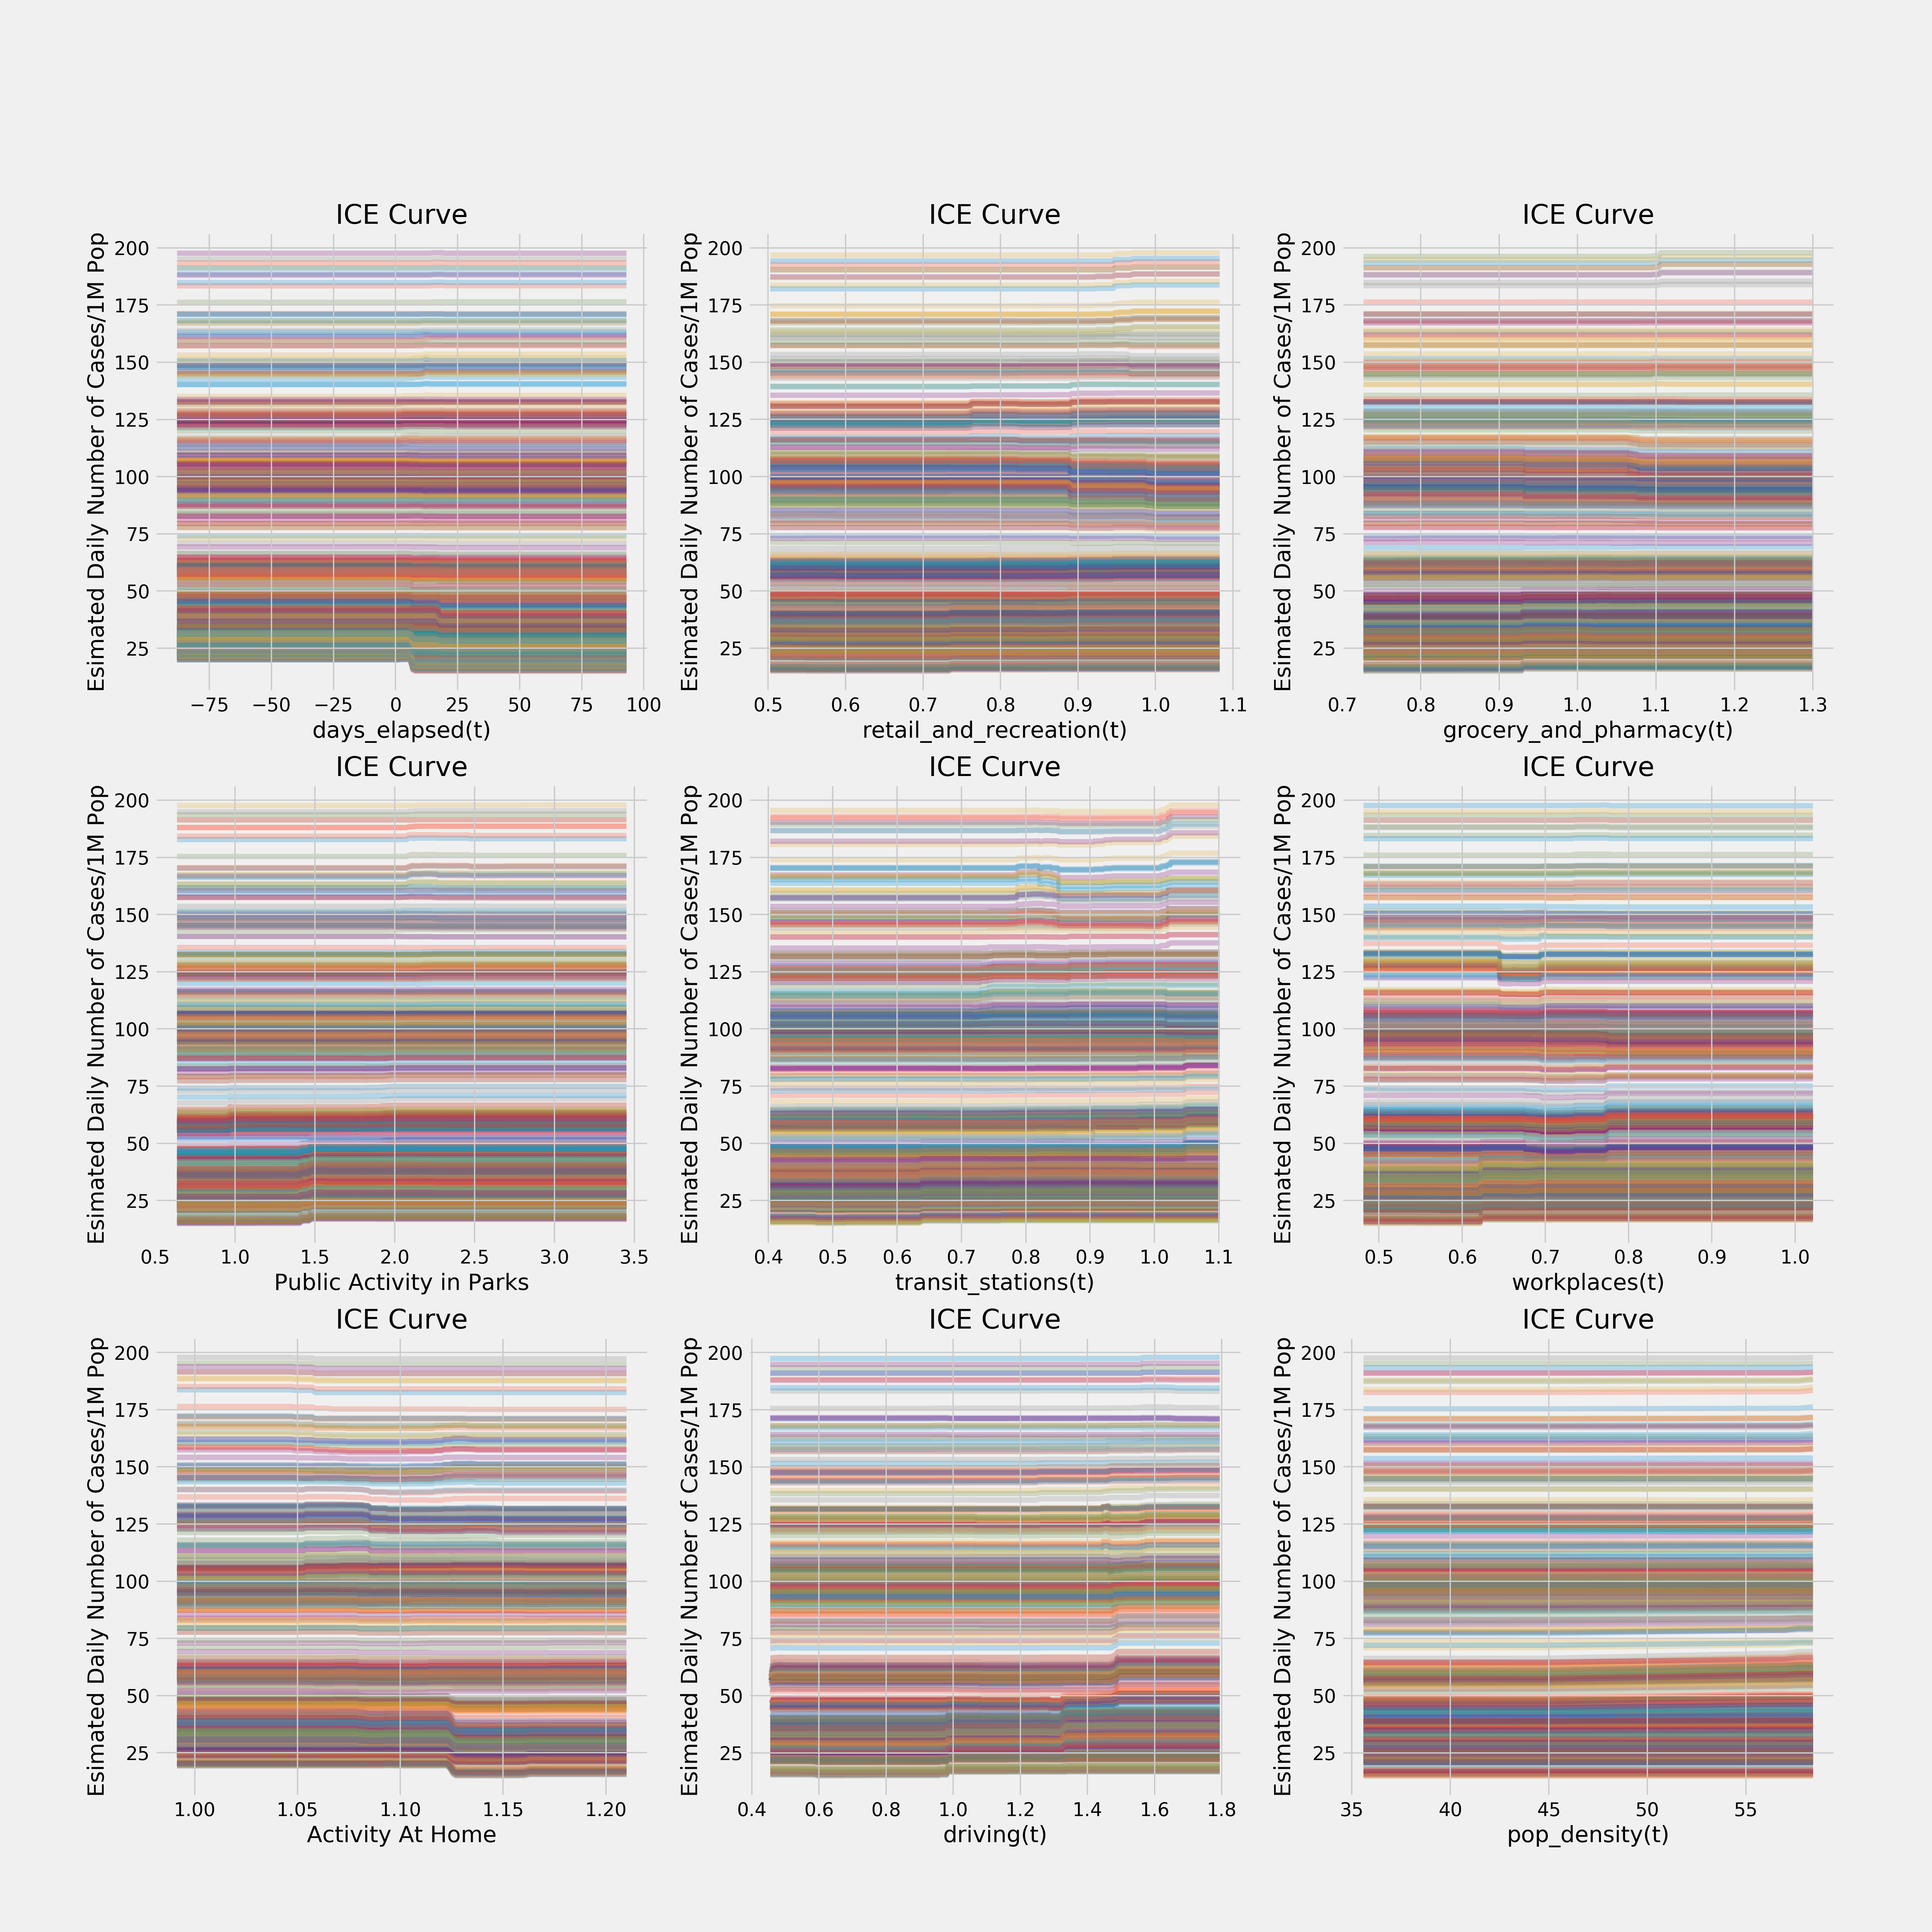 ICE Curve ICE Curve ICE Curve
Esimated Daily Number of Cases/1M Pop
200
175
150
125
100
75
50
25
−75 −50 −25 0 25 50 75 100
days_elapsed(t)
Esimated Daily Number of Cases/1M Pop
200
175
150
125
100
75
50
25
0.5 0.6 0.7 0.8 0.9 1.0 1.1
retail_and_recreation(t)
Esimated Daily Number of Cases/1M Pop
200
175
150
125
100
75
50
25
0.7 0.8 0.9 1.0 1.1 1.2 1.3
grocery_and_pharmacy(t)
ICE Curve ICE Curve ICE Curve
Esimated Daily Number of Cases/1M Pop
200
175
150
125
100
75
50
25
0.5 1.0 1.5 2.0 2.5 3.0 3.5
Public Activity in Parks
Esimated Daily Number of Cases/1M Pop
200
175
150
125
100
75
50
25
0.4 0.5 0.6 0.7 0.8 0.9 1.0 1.1
transit_stations(t)
Esimated Daily Number of Cases/1M Pop
200
175
150
125
100
75
50
25
0.5 0.6 0.7 0.8 0.9 1.0
workplaces(t)
ICE Curve ICE Curve ICE Curve
Esimated Daily Number of Cases/1M Pop
200
175
150
125
100
75
50
25
1.00 1.05 1.10 1.15 1.20
Activity At Home
Esimated Daily Number of Cases/1M Pop
200
175
150
125
100
75
50
25
0.4 0.6 0.8 1.0 1.2 1.4 1.6 1.8
driving(t)
Esimated Daily Number of Cases/1M Pop
200
175
150
125
100
75
50
25
35 40 45 50 55
pop_density(t)